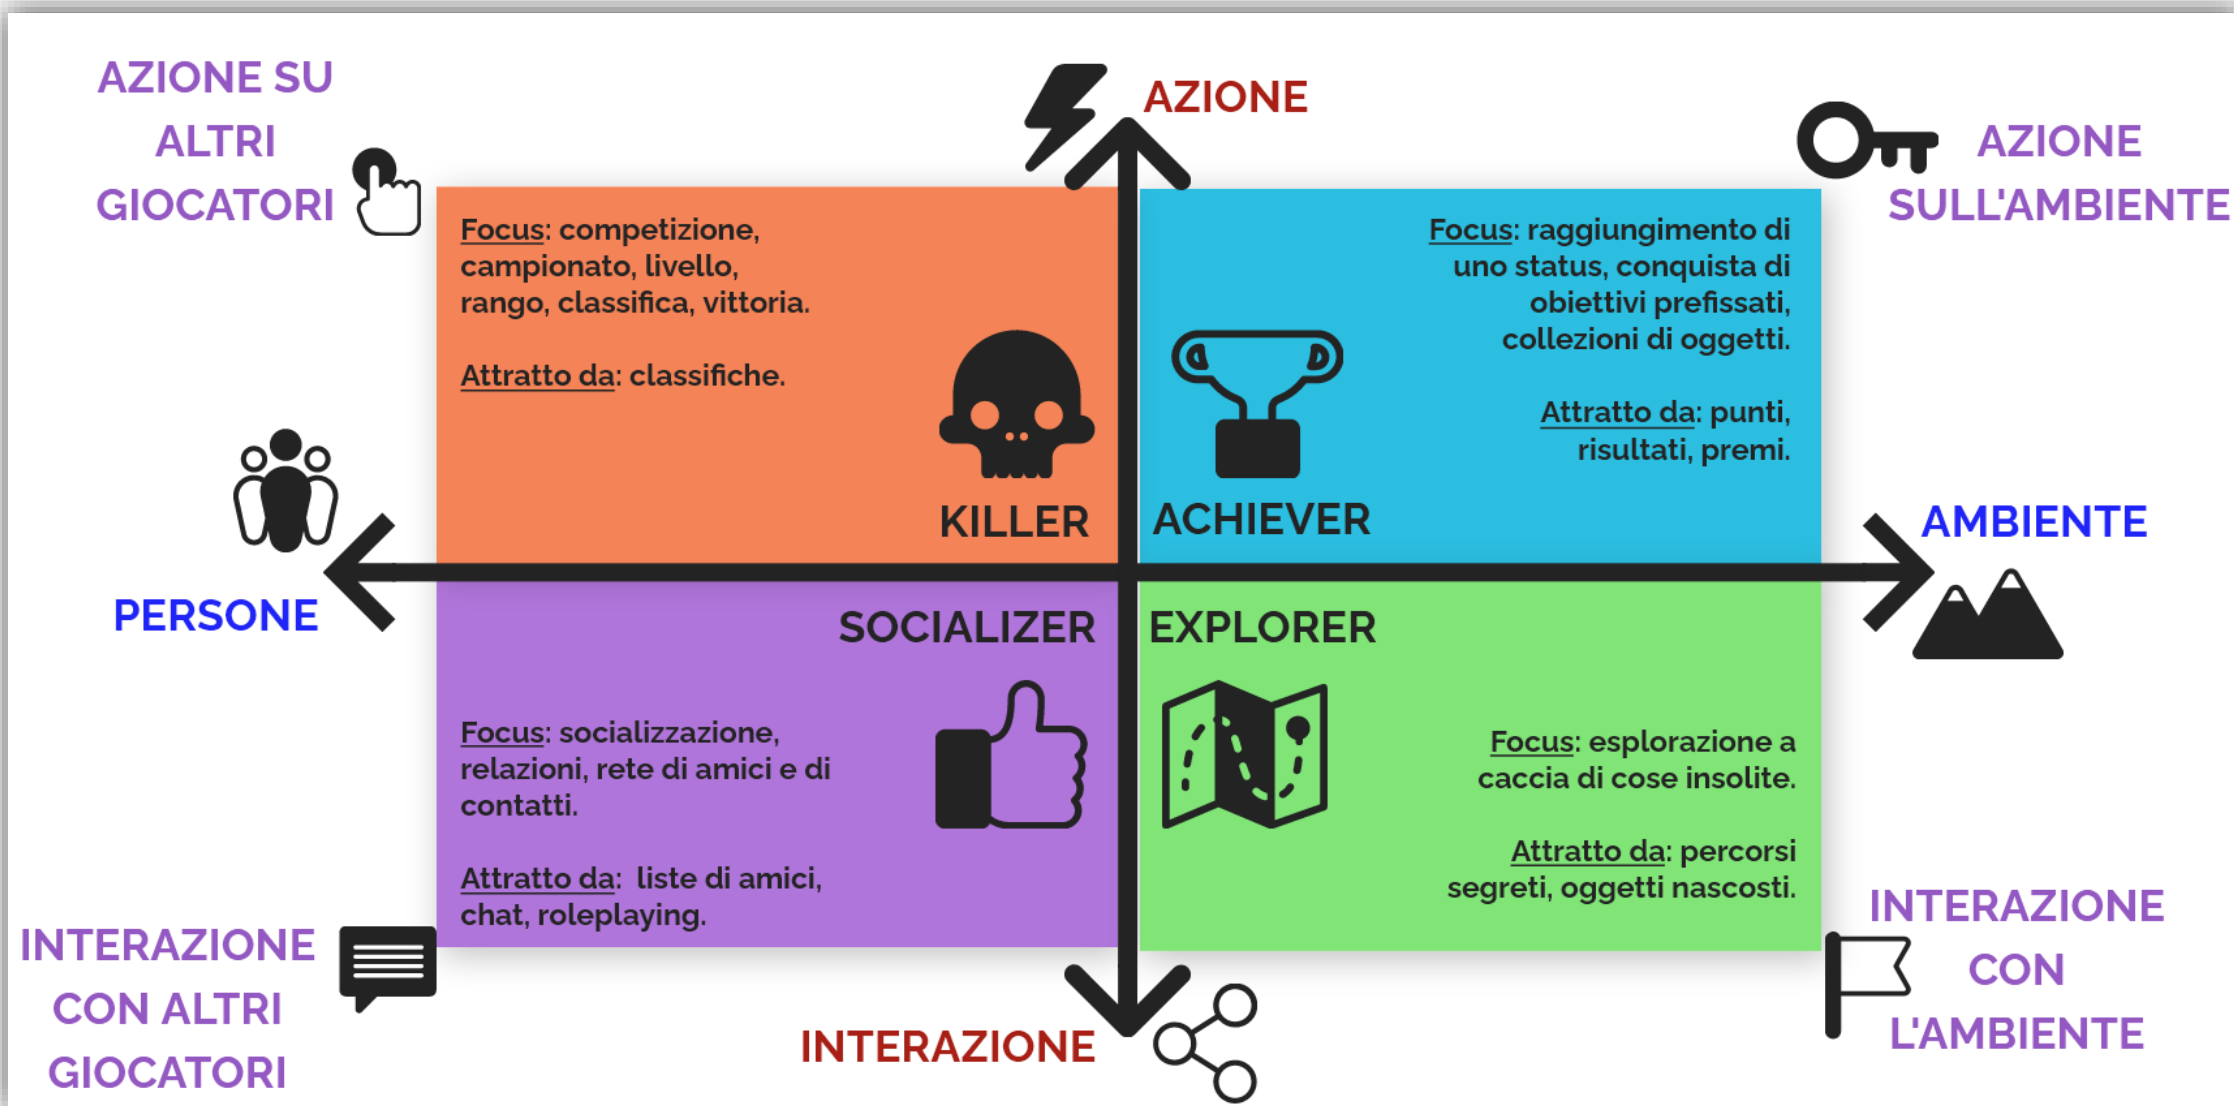 AZIONE SU
ALTRI
GIOCATORI
AZIONE
AZIONE
SULL'AMBIENTE
Focus: competizione,
campionato, livello,
rango, classifica, vittoria.
Attratto da: classifiche.
KILLER
Focus: raggiungimento di
uno status, conquista di
obiettivi prefissati,
collezioni di oggetti.
Attratto da: punti,
risultati, premi.
ACHIEVER
PERSONE
AMBIENTE
SOCIALIZER
Focus: socializzazione,
relazioni, rete di amici e di
contatti.
Attratto da: liste di amici,
chat, roleplaying.
EXPLORER
Focus: esplorazione a
caccia di cose insolite.
Attratto da: percorsi
segreti, oggetti nascosti.
INTERAZIONE
CON ALTRI
GIOCATORI
INTERAZIONE
INTERAZIONE
CON
L'AMBIENTE